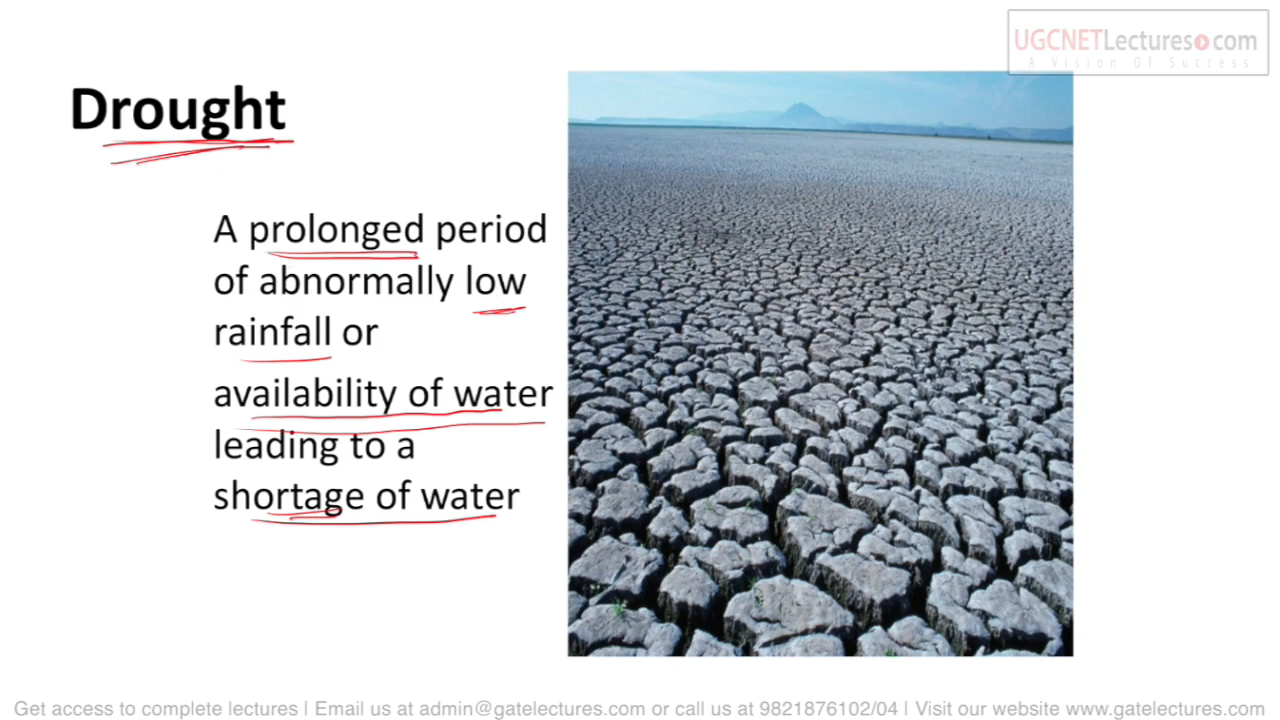 UGCNETLectures.com
A Vision Of Success
Drought
A prolonged period
of abnormally low
rainfall or
availability of water
leading to a
shortage of water
Get access to complete lectures | Email us at admin@gatelectures.com or call us at 9821876102/04 | Visit our website www.gatelectures.com